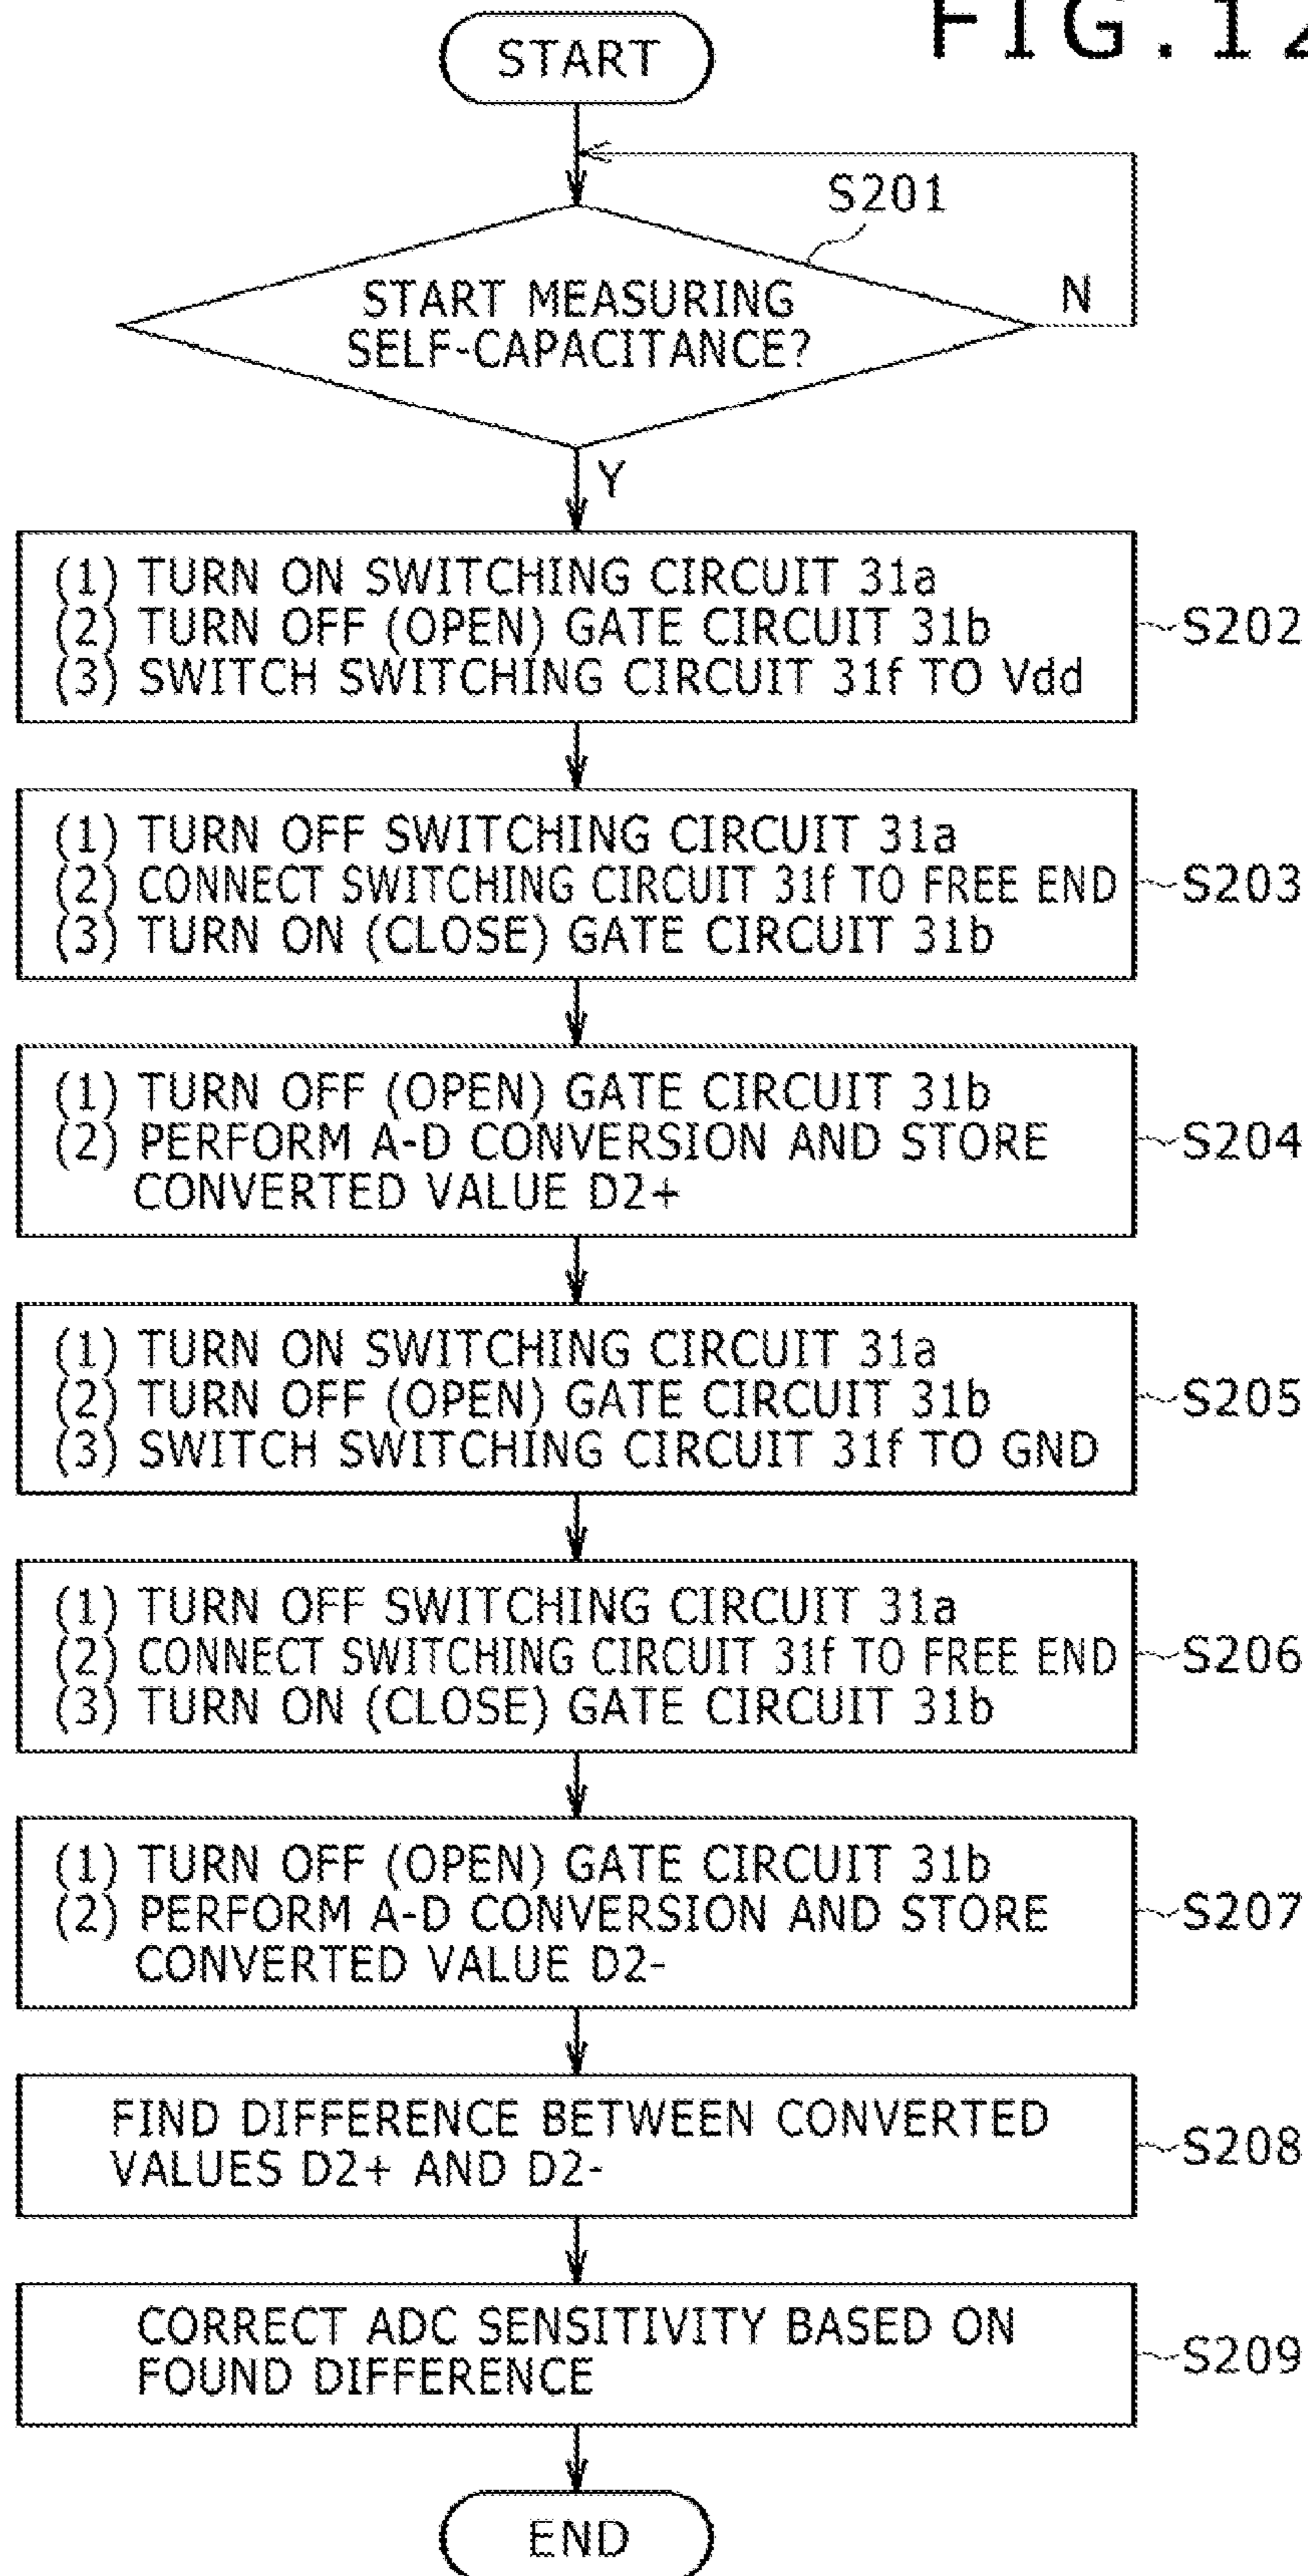 FIG.12
START
S201
START MEASURING
SELF-CAPACITANCE?
N
Y
(1) TURN ON SWITCHING CIRCUIT 31a
(2) TURN OFF (OPEN) GATE CIRCUIT 31b
(3) SWITCH SWITCHING CIRCUIT 31f TO Vdd
S202
(1) TURN OFF SWITCHING CIRCUIT 31a
(2) CONNECT SWITCHING CIRCUIT 31f TO FREE END
(3) TURN ON (CLOSE) GATE CIRCUIT 31b
S203
(1) TURN OFF (OPEN) GATE CIRCUIT 31b
(2) PERFORM A-D CONVERSION AND STORE
CONVERTED VALUE D2+
S204
(1) TURN ON SWITCHING CIRCUIT 31a
(2) TURN OFF (OPEN) GATE CIRCUIT 31b
(3) SWITCH SWITCHING CIRCUIT 31f TO GND
S205
(1) TURN OFF SWITCHING CIRCUIT 31a
(2) CONNECT SWITCHING CIRCUIT 31f TO FREE END
(3) TURN ON (CLOSE) GATE CIRCUIT 31b
S206
(1) TURN OFF (OPEN) GATE CIRCUIT 31b
(2) PERFORM A-D CONVERSION AND STORE
CONVERTED VALUE D2-
S207
FIND DIFFERENCE BETWEEN CONVERTED
VALUES D2+ AND D2-
S208
CORRECT ADC SENSITIVITY BASED ON
FOUND DIFFERENCE
S209
END